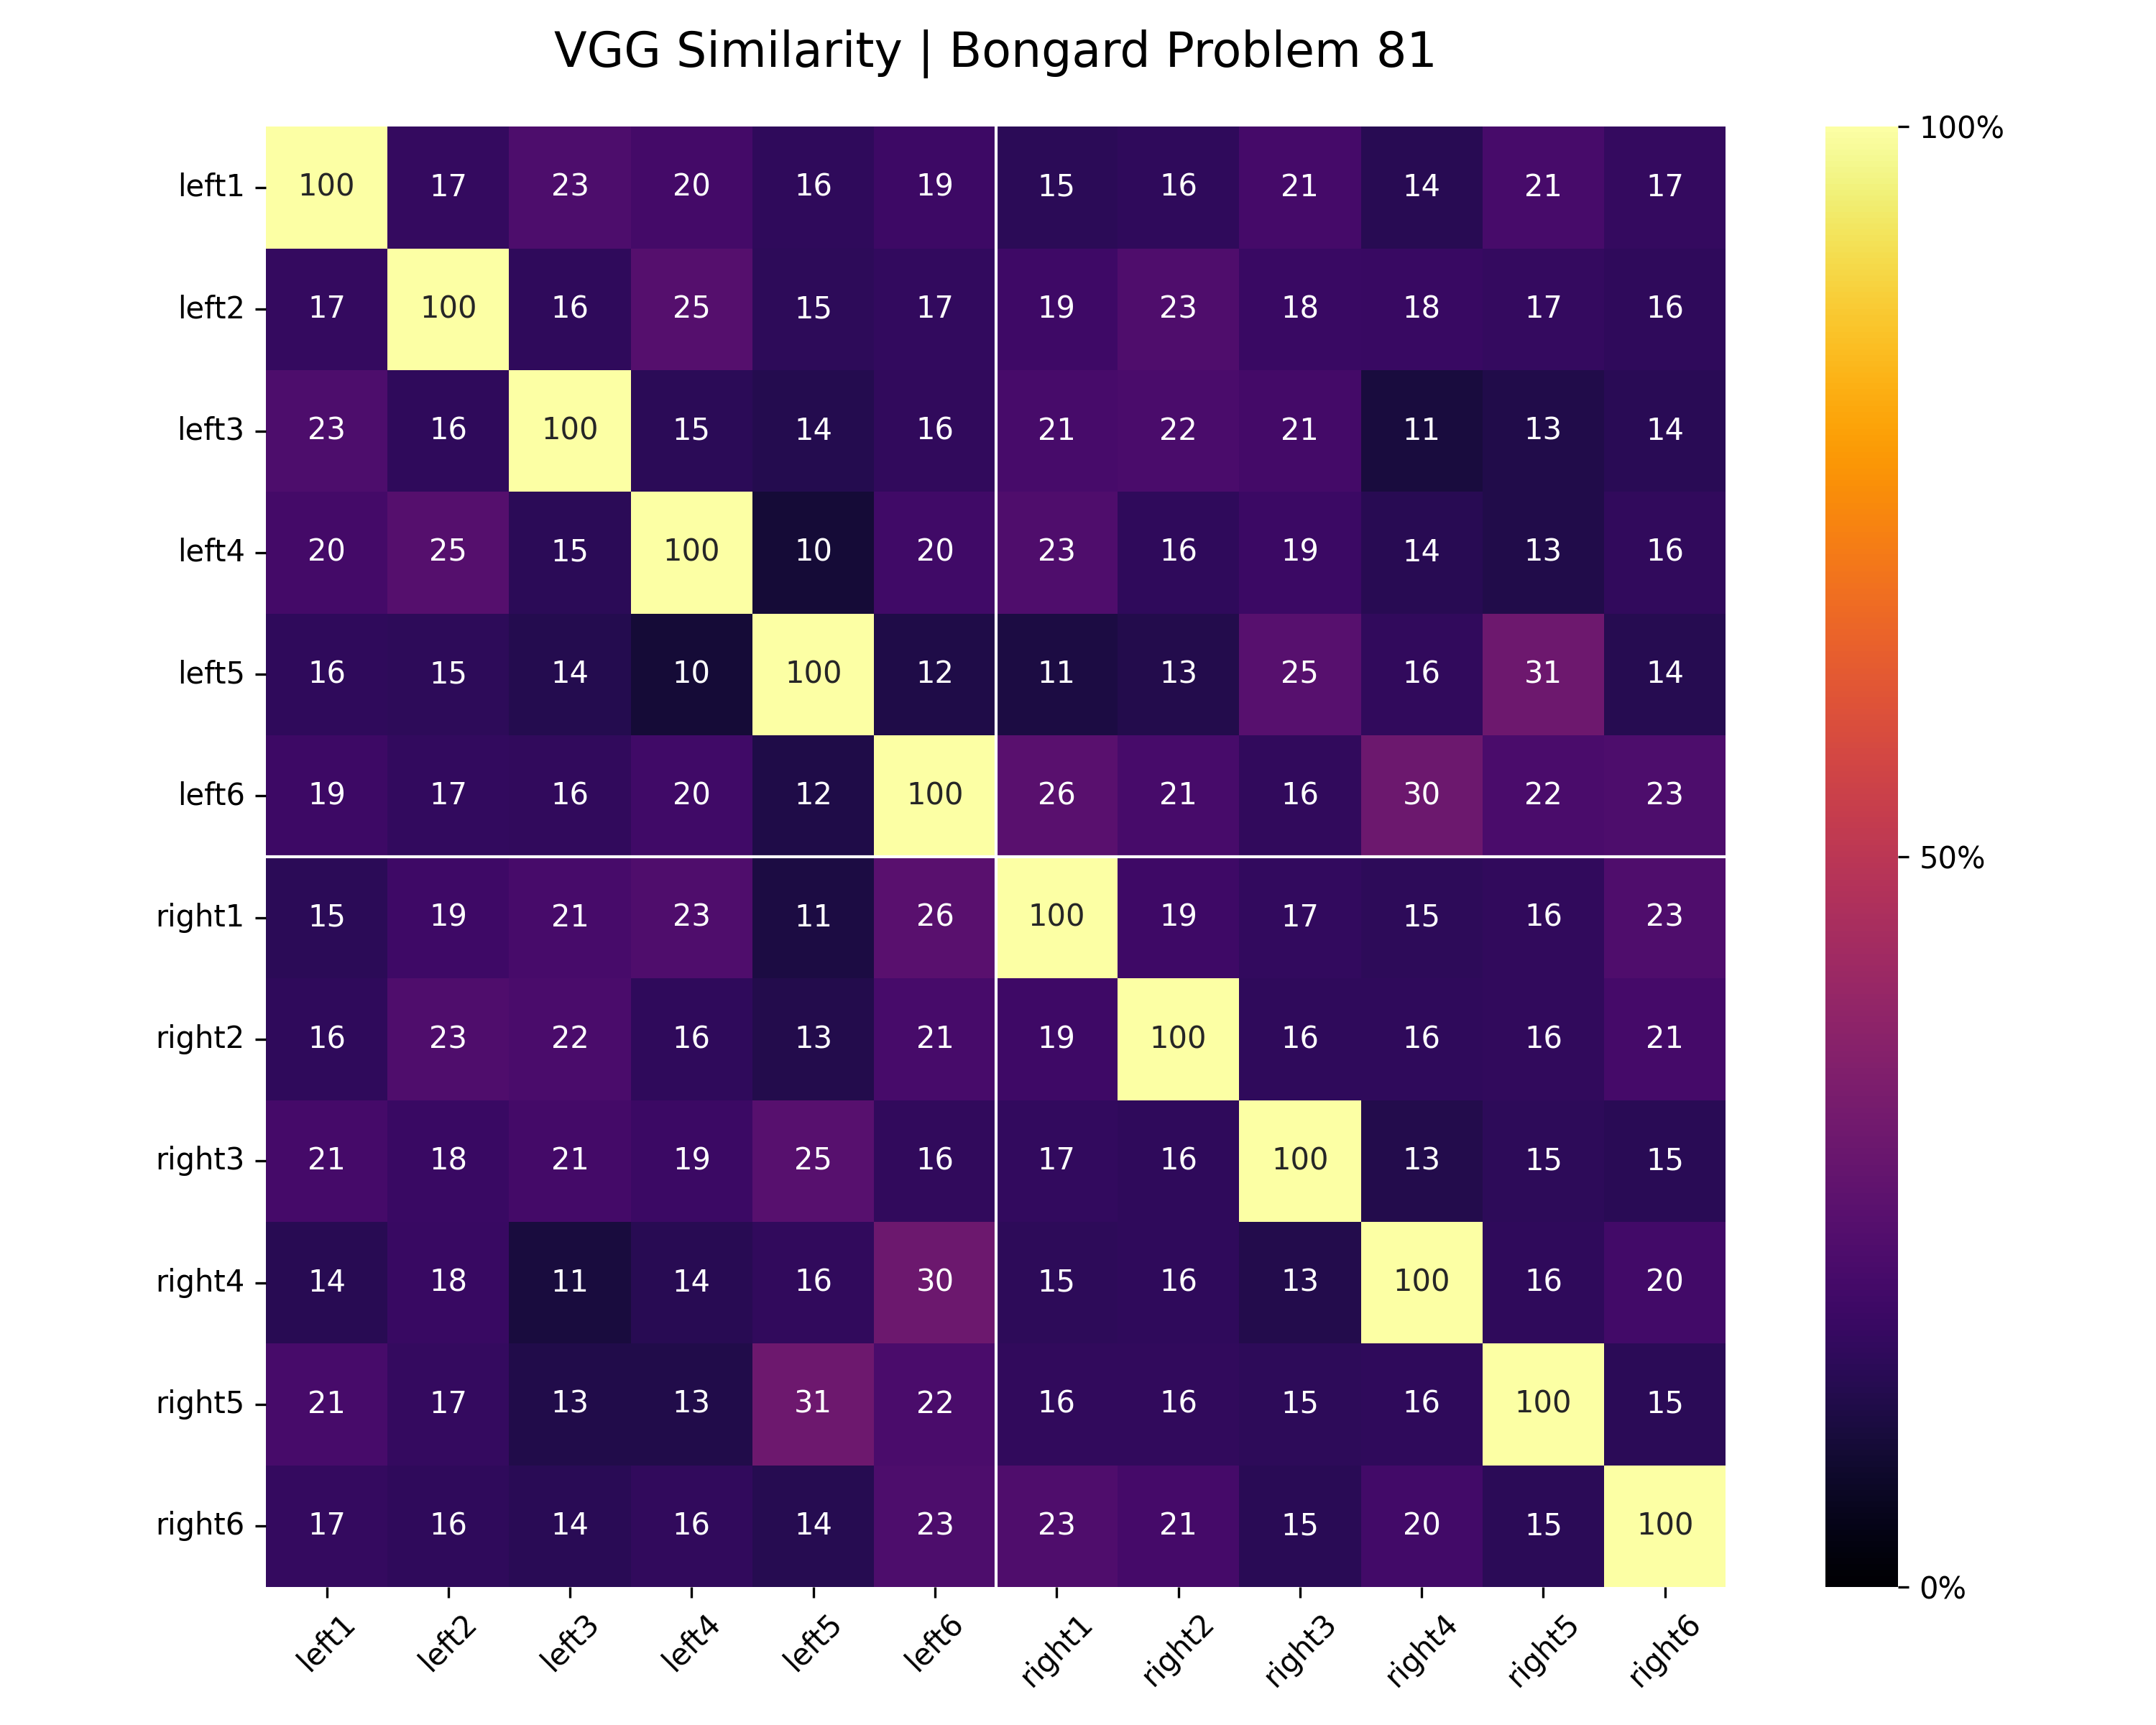 VGG Similarity | Bongard Problem 81
left1 100 17 23 20 16 19 15 16 21 14 21 17
left2 17 100 16 25 15 17 19 23 18 18 17 16
left3 23 16 100 15 14 16 21 22 21 11 13 14
left4 20 25 15 100 10 20 23 16 19 14 13 16
left5 16 15 14 10 100 12 11 13 25 16 31 14
left6 19 17 16 20 12 100 26 21 16 30 22 23
right1 15 19 21 23 11 26 100 19 17 15 16 23
right2 16 23 22 16 13 21 19 100 16 16 16 21
right3 21 18 21 19 25 16 17 16 100 13 15 15
right4 14 18 11 14 16 30 15 16 13 100 16 20
right5 21 17 13 13 31 22 16 16 15 16 100 15
right6 17 16 14 16 14 23 23 21 15 20 15 100
left1 left2 left3 left4 left5 left6 right1 right2 right3 right4 right5 right6
100%
50%
0%